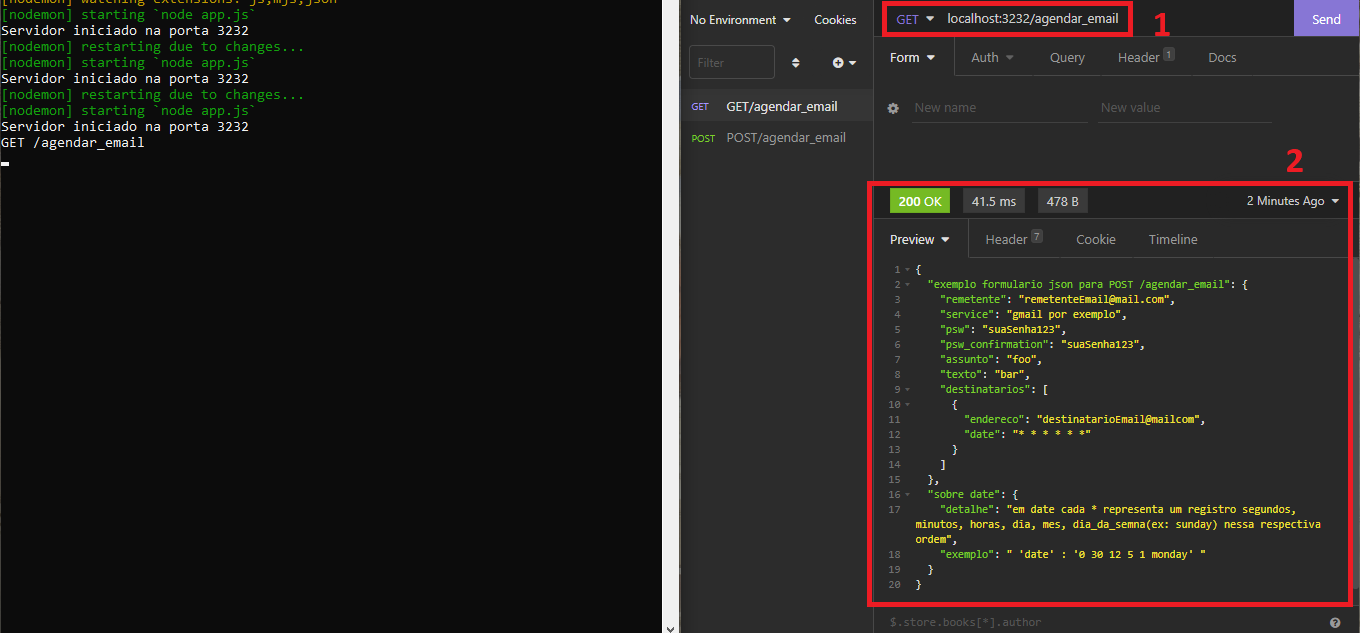 [nodemon] watching extensions: js,mjs,json
[nodemon] starting `node app.js`
Servidor iniciado na porta 3232
[nodemon] restarting due to changes...
[nodemon] starting `node app.js`
Servidor iniciado na porta 3232
[nodemon] restarting due to changes...
[nodemon] starting `node app.js`
Servidor iniciado na porta 3232
GET /agendar_email
No Environment
Cookies
Filter
GET GET/agendar_email
POST POST/agendar_email
GET localhost:3232/agendar_email
1
Send
Form Auth Query Header 1 Docs
New name New value
2
200 OK 41.5 ms 478 B 2 Minutes Ago
Preview Header 7 Cookie Timeline
1 {
2 "exemplo formulario json para POST /agendar_email": {
3 "remetente": "remetenteEmail@mail.com",
4 "service": "gmail por exemplo",
5 "psw": "suaSenha123",
6 "psw_confirmation": "suaSenha123",
7 "assunto": "foo",
8 "texto": "bar",
9 "destinatarios": [
10 {
11 "endereco": "destinatarioEmail@mailcom",
12 "date": "* * * * * *"
13 }
14 ]
15 },
16 "sobre date": {
17 "detalhe": "em date cada * representa um registro segundos,
minutos, horas, dia, mes, dia_da_semna(ex: sunday) nessa respectiva
ordem",
18 "exemplo": " 'date' : '0 30 12 5 1 monday' "
19 }
20 }
$.store.books[*].author